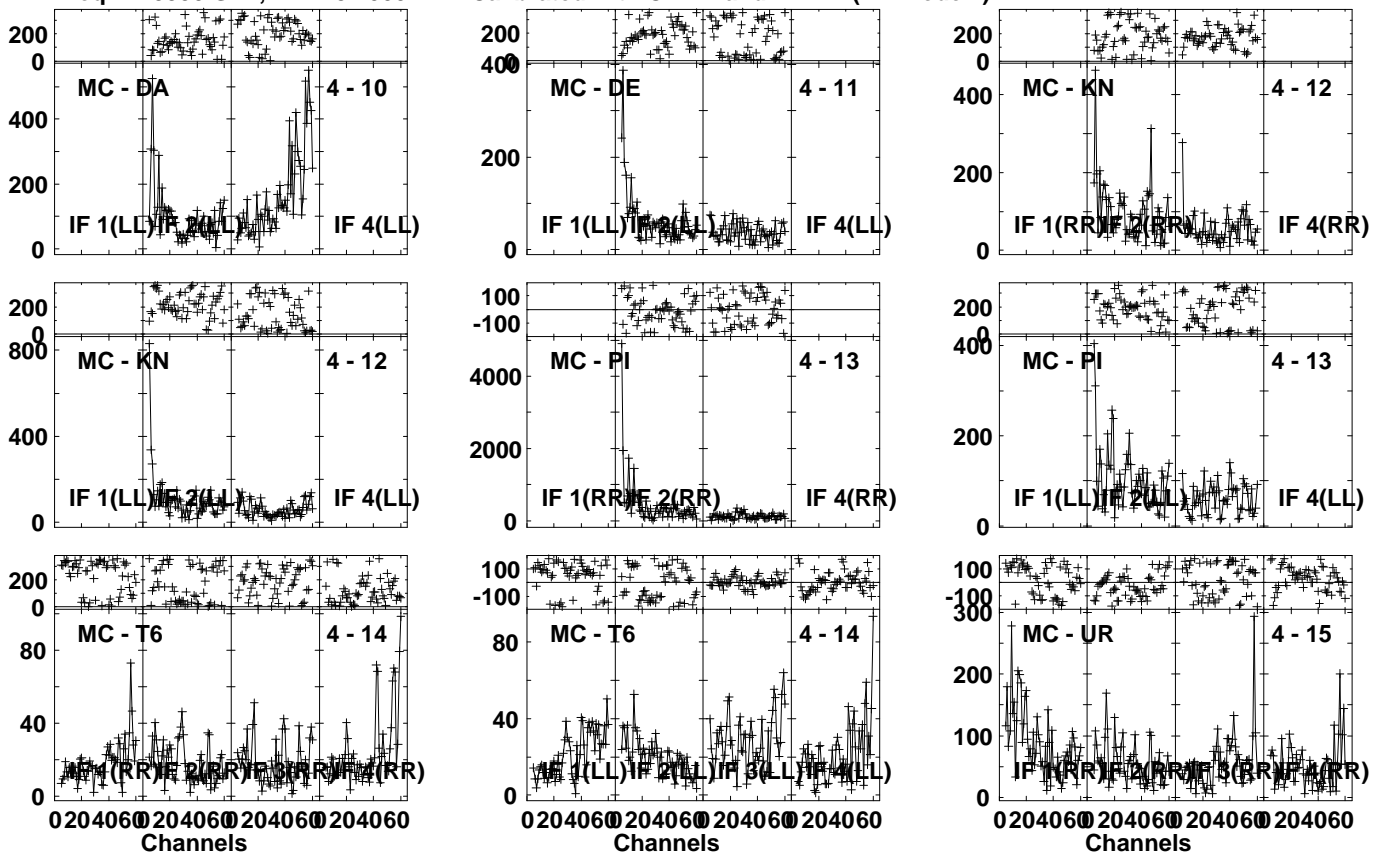 200
0
200
0
200
0
MC - DA
4 - 10
400
200
0
IF 1(LL)
IF 2(LL)
IF 4(LL)
400
MC - DE
4 - 11
200
0
IF 1(LL)
IF 2(LL)
IF 4(LL)
MC - KN
4 - 12
400
200
0
IF 1(RR)
IF 2(RR)
IF 4(RR)
200
0
100
-100
200
0
800
MC - KN
4 - 12
400
0
IF 1(LL)
IF 2(LL)
IF 4(LL)
MC - PI
4 - 13
4000
2000
0
IF 1(RR)
IF 2(RR)
IF 4(RR)
400
MC - PI
4 - 13
200
0
IF 1(LL)
IF 2(LL)
IF 4(LL)
200
0
100
-100
100
-100
MC - T6
4 - 14
80
40
0
IF 1(RR)
IF 2(RR)
IF 3(RR)
IF 4(RR)
MC - T6
4 - 14
80
40
0
IF 1(LL)
IF 2(LL)
IF 3(LL)
IF 4(LL)
300
MC - UR
4 - 15
200
100
0
IF 1(RR)
IF 2(RR)
IF 3(RR)
IF 4(RR)
0 20 40 60 0 20 40 60 0 20 40 60 0 20 40 60
0 20 40 60 0 20 40 60 0 20 40 60 0 20 40 60
0 20 40 60 0 20 40 60 0 20 40 60 0 20 40 60
Channels
Channels
Channels